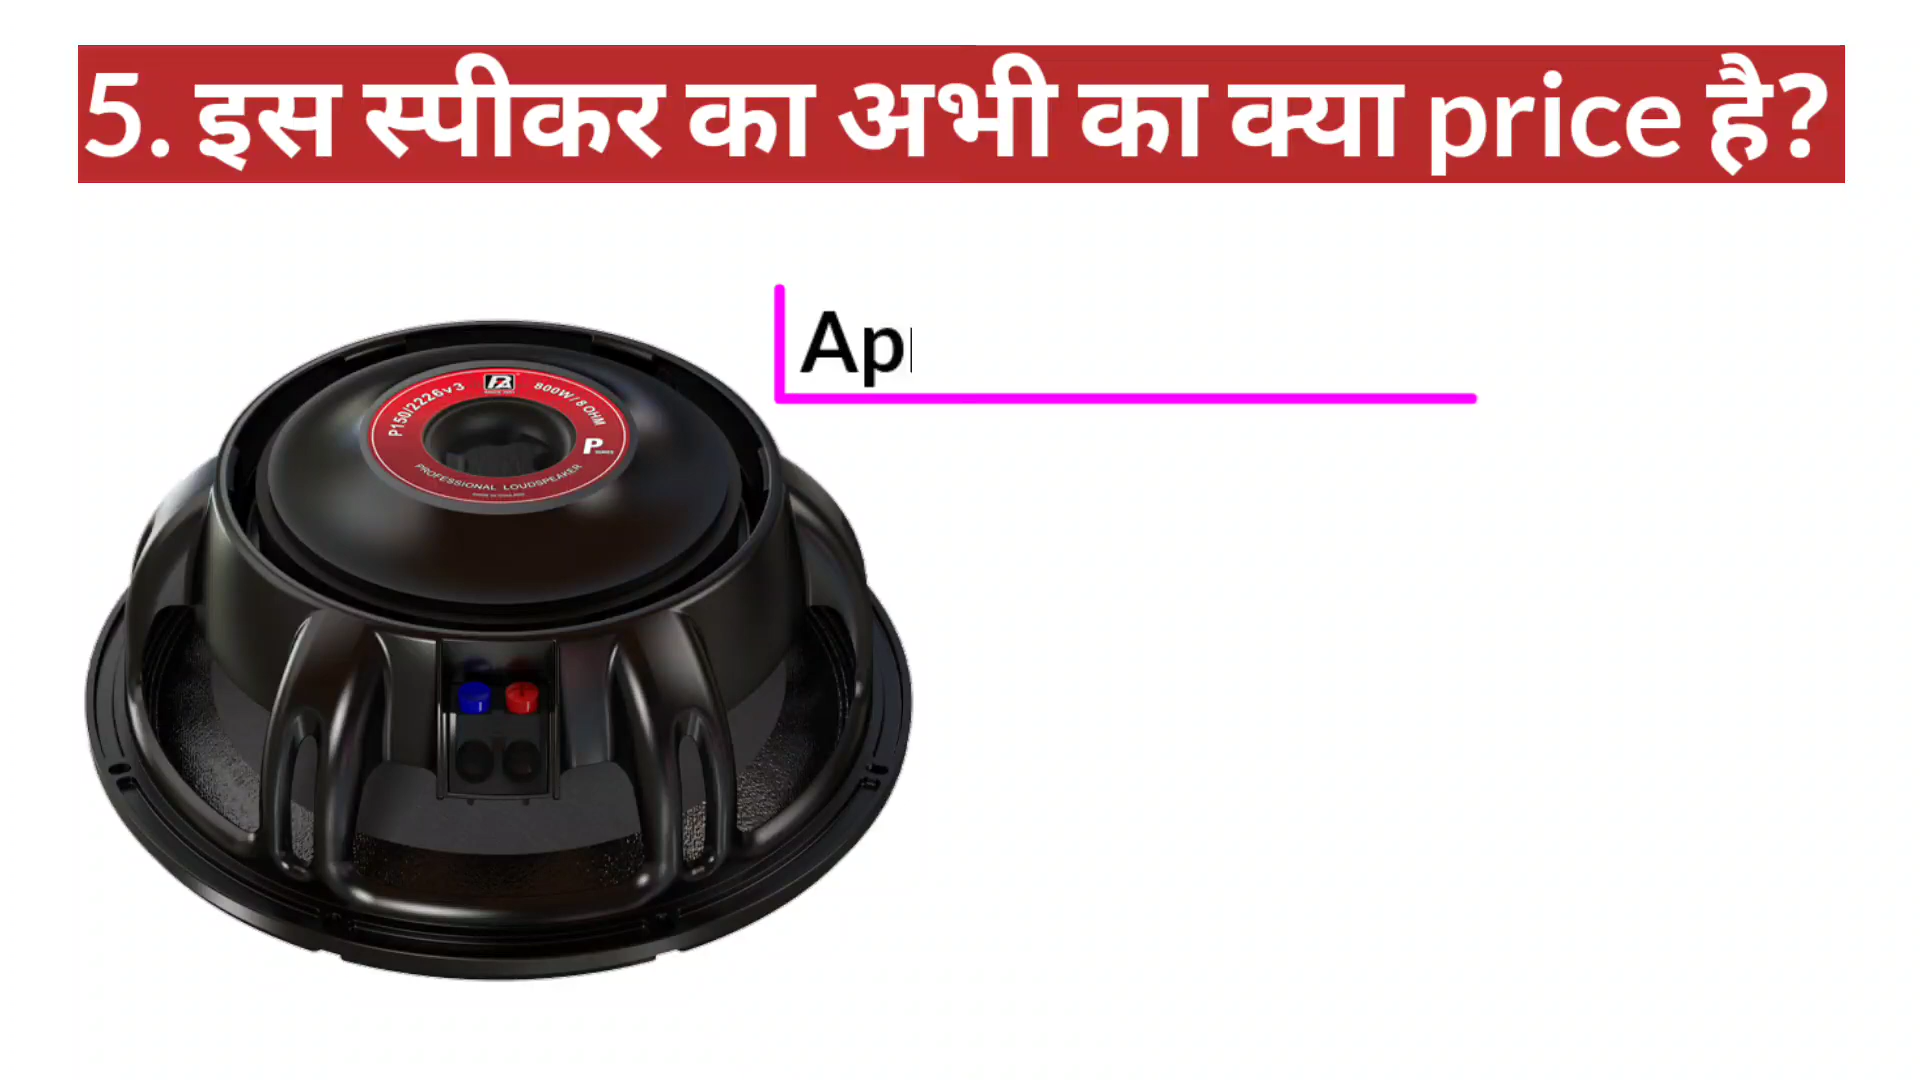 5. इस स्पीकर का अभी का क्या price है?
Ap
P150/2226v3
800W/8 OHM
P
PROFESSIONAL LOUDSPEAKER